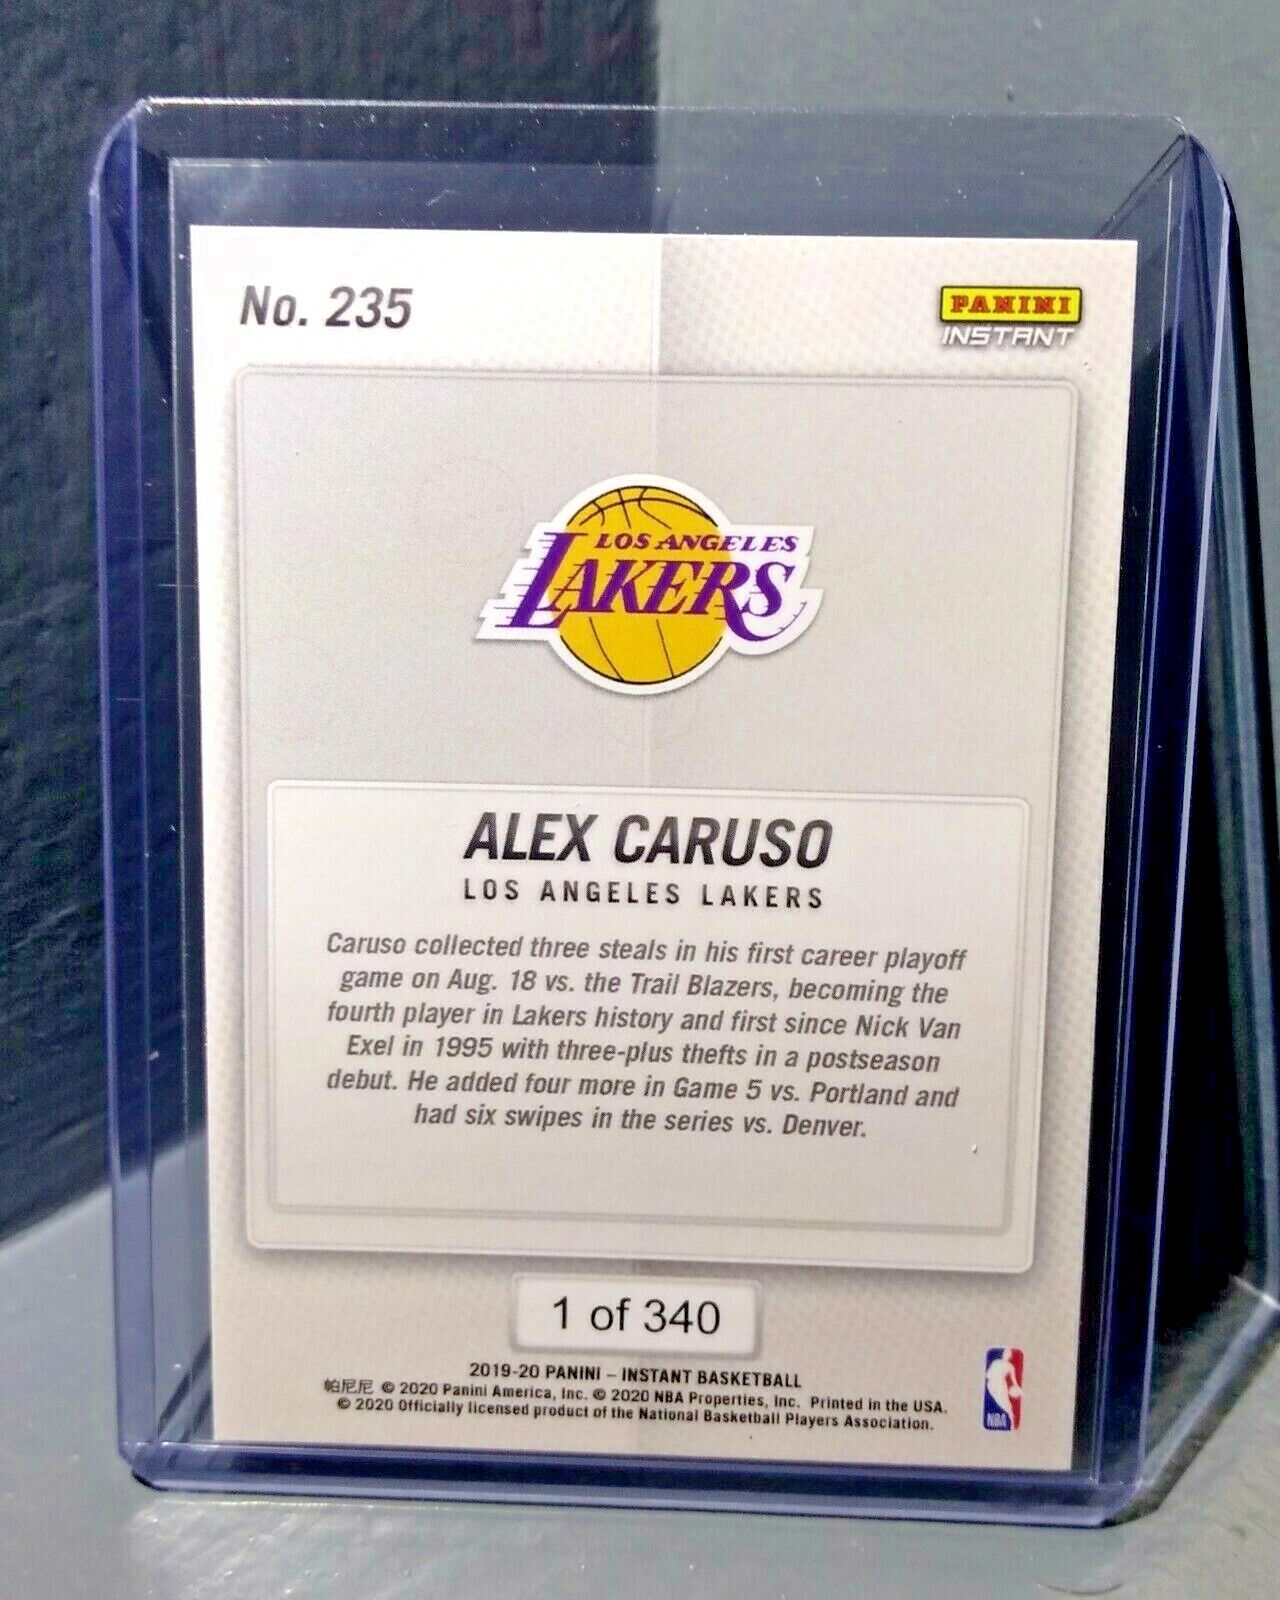 No. 235
PANINI
INSTANT
LOS ANGELES
LAKERS
ALEX CARUSO
LOS ANGELES LAKERS
Caruso collected three steals in his first career playoff
game on Aug. 18 vs. the Trail Blazers, becoming the
fourth player in Lakers history and first since Nick Van
Exel in 1995 with three-plus thefts in a postseason
debut. He added four more in Game 5 vs. Portland and
had six swipes in the series vs. Denver.
1 of 340
2019-20 PANINI – INSTANT BASKETBALL
帕尼尼 © 2020 Panini America, Inc. © 2020 NBA Properties, Inc. Printed in the USA.
© 2020 Officially licensed product of the National Basketball Players Association.
NBA